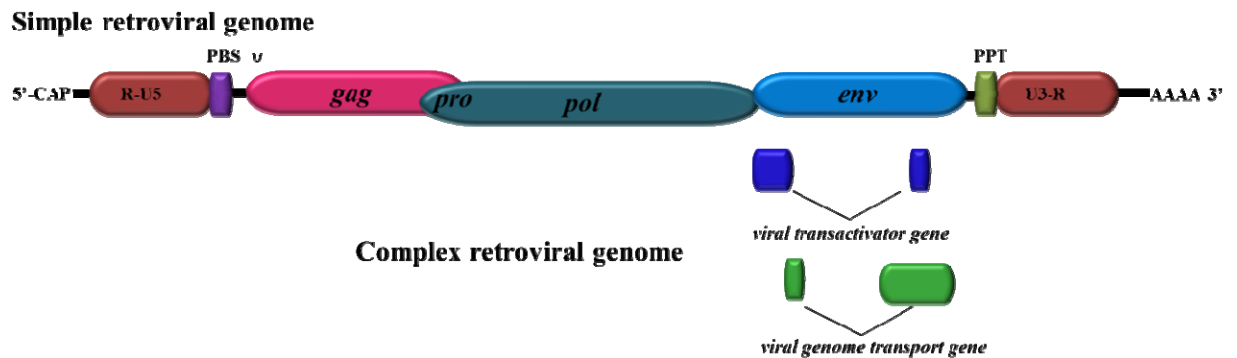 Simple retroviral genome
PBS ᴪ PPT
5'-CAP R-U5 gag pro pol env U3-R AAAA 3'
viral transactivator gene
Complex retroviral genome
viral genome transport gene